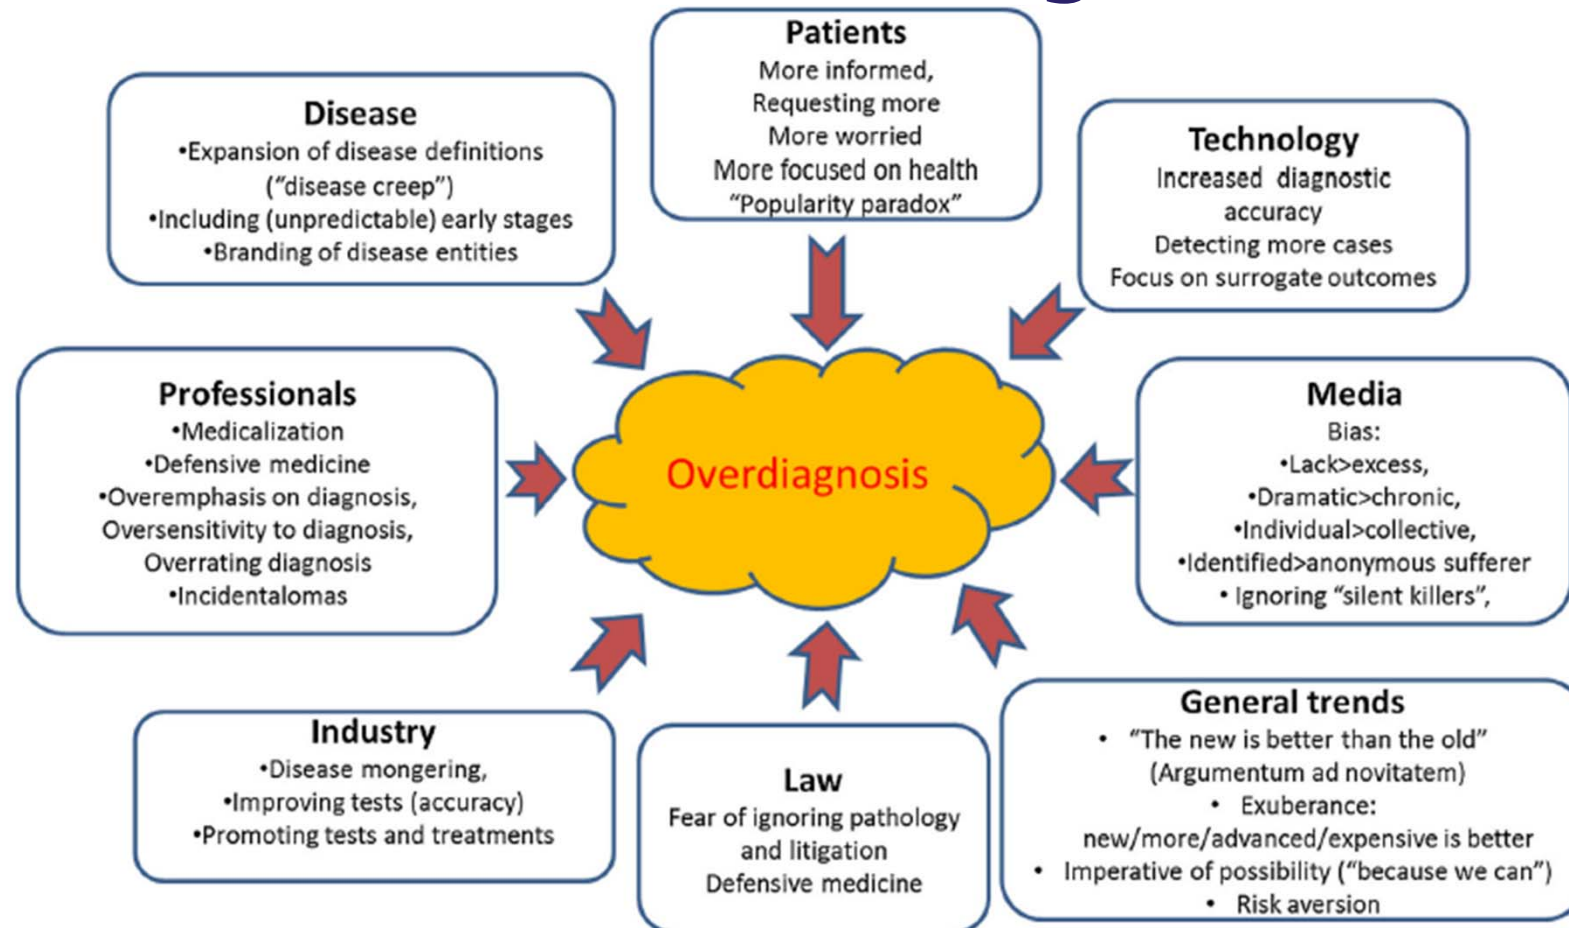 Patients
More informed,
Requesting more
More worried
More focused on health
“Popularity paradox”
Disease
•Expansion of disease definitions
(“disease creep”)
•Including (unpredictable) early stages
•Branding of disease entities
Technology
Increased diagnostic
accuracy
Detecting more cases
Focus on surrogate outcomes
Professionals
•Medicalization
•Defensive medicine
•Overemphasis on diagnosis,
Oversensitivity to diagnosis,
Overrating diagnosis
•Incidentalomas
Overdiagnosis
Media
Bias:
•Lack>excess,
•Dramatic>chronic,
•Individual>collective,
•Identified>anonymous sufferer
• Ignoring “silent killers”,
Industry
•Disease mongering,
•Improving tests (accuracy)
•Promoting tests and treatments
Law
Fear of ignoring pathology
and litigation
Defensive medicine
General trends
• “The new is better than the old”
(Argumentum ad novitatem)
• Exuberance:
new/more/advanced/expensive is better
• Imperative of possibility (“because we can”)
• Risk aversion